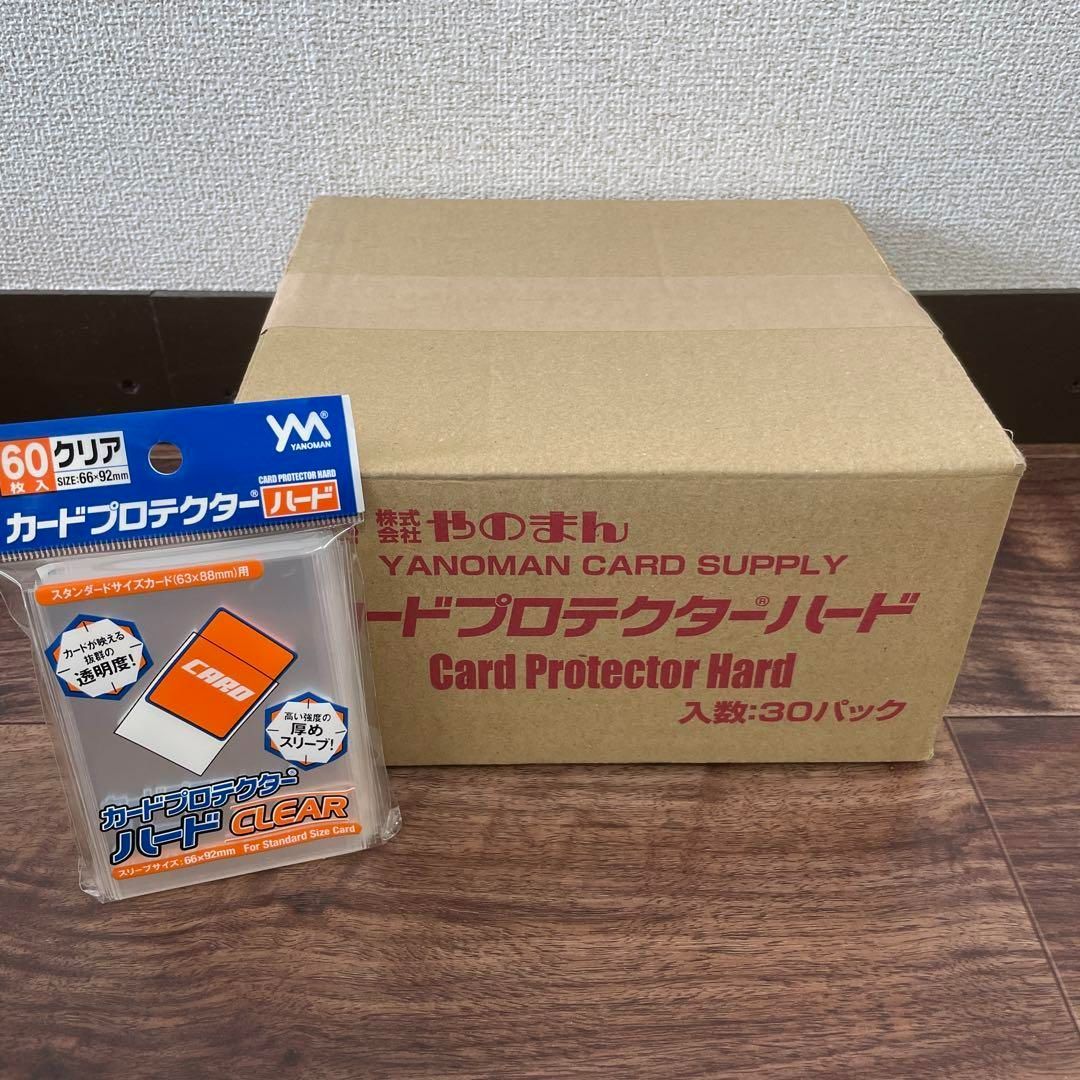 60
枚入
クリア
SIZE:66×92mm
YM®
YANOMAN
CARD PROTECTOR HARD
カードプロテクター®ハード
スタンダードサイズカード(63×88mm)用
カードが映える
抜群の
透明度!
CARD
高い強度の
厚め
スリーブ!
カードプロテクター
ハード CLEAR
スリーブサイズ:66×92mm For Standard Size Card
株式会社 やのまん
YANOMAN CARD SUPPLY
ードプロテクター®ハード
Card Protector Hard
入数:30パック